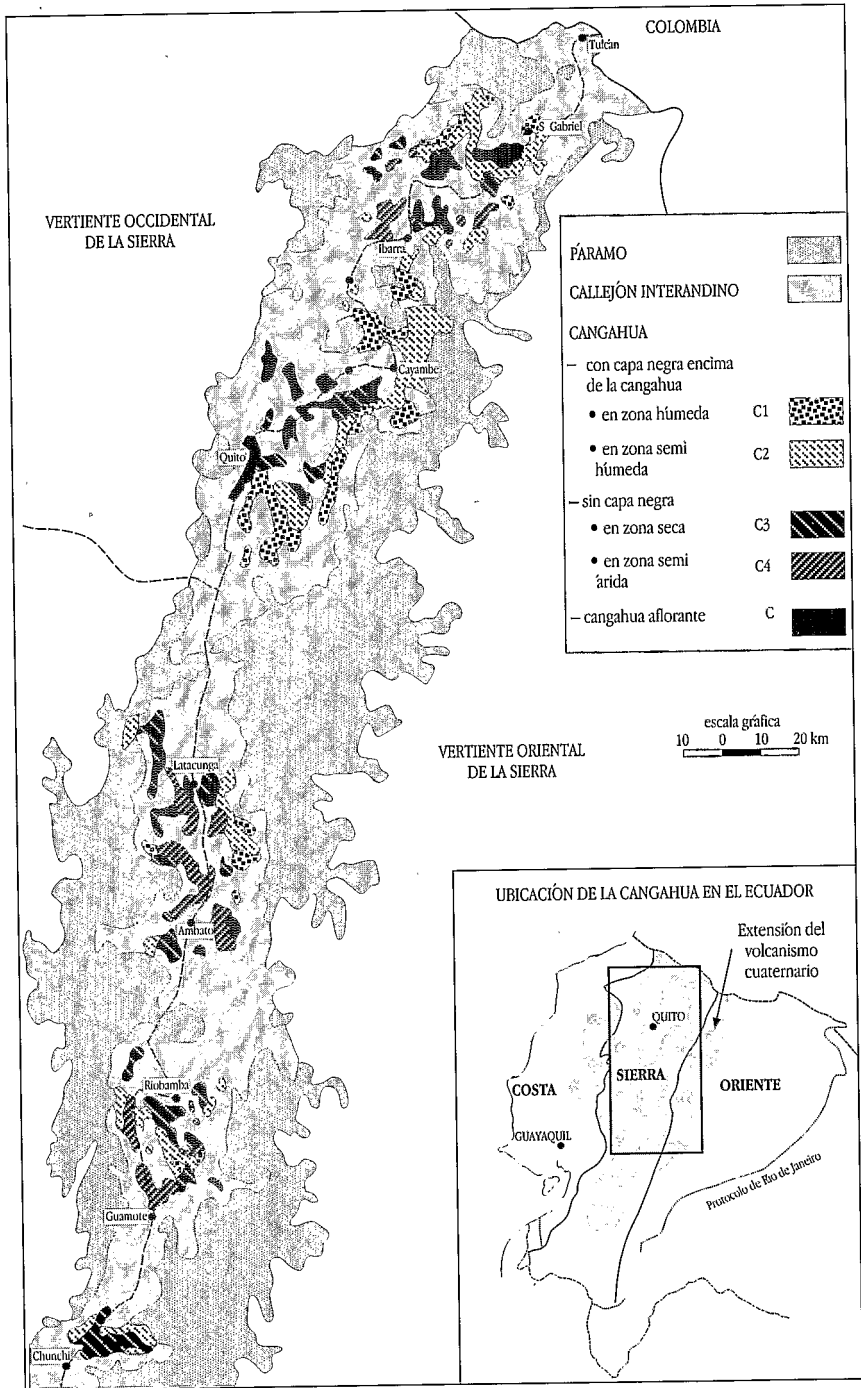 COLOMBIA
Tulcán
S. Gabriel
VERTIENTE OCCIDENTAL
DE LA SIERRA
Ibarra
Cayambe
Quito
PÁRAMO
CALLEJÓN INTERANDINO
CANGAHUA
– con capa negra encima
de la cangahua
• en zona húmeda C1
• en zona semi C2
húmeda
– sin capa negra
• en zona seca C3
• en zona semi C4
árida
– cangahua aflorante C
escala gráfica
10 0 10 20 km
VERTIENTE ORIENTAL
DE LA SIERRA
Latacunga
Ambato
Riobamba
Guamote
Chunchi
UBICACIÓN DE LA CANGAHUA EN EL ECUADOR
Extensión del
volcanismo
cuaternario
QUITO
COSTA
SIERRA
ORIENTE
GUAYAQUIL
Protocolo de Rio de Janeiro